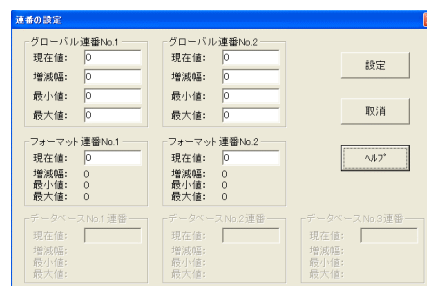 連番の設定
グローバル連番No.1
現在値: 0
増減幅: 0
最小値: 0
最大値: 0
グローバル連番No.2
現在値: 0
増減幅: 0
最小値: 0
最大値: 0
設定
取消
ヘルプ
フォーマット連番No.1
現在値: 0
増減幅: 0
最小値: 0
最大値: 0
フォーマット連番No.2
現在値: 0
増減幅: 0
最小値: 0
最大値: 0
データベースNo.1連番
現在値:
増減幅:
最小値:
最大値:
データベースNo.2連番
現在値:
増減幅:
最小値:
最大値:
データベースNo.3連番
現在値:
増減幅:
最小値:
最大値: